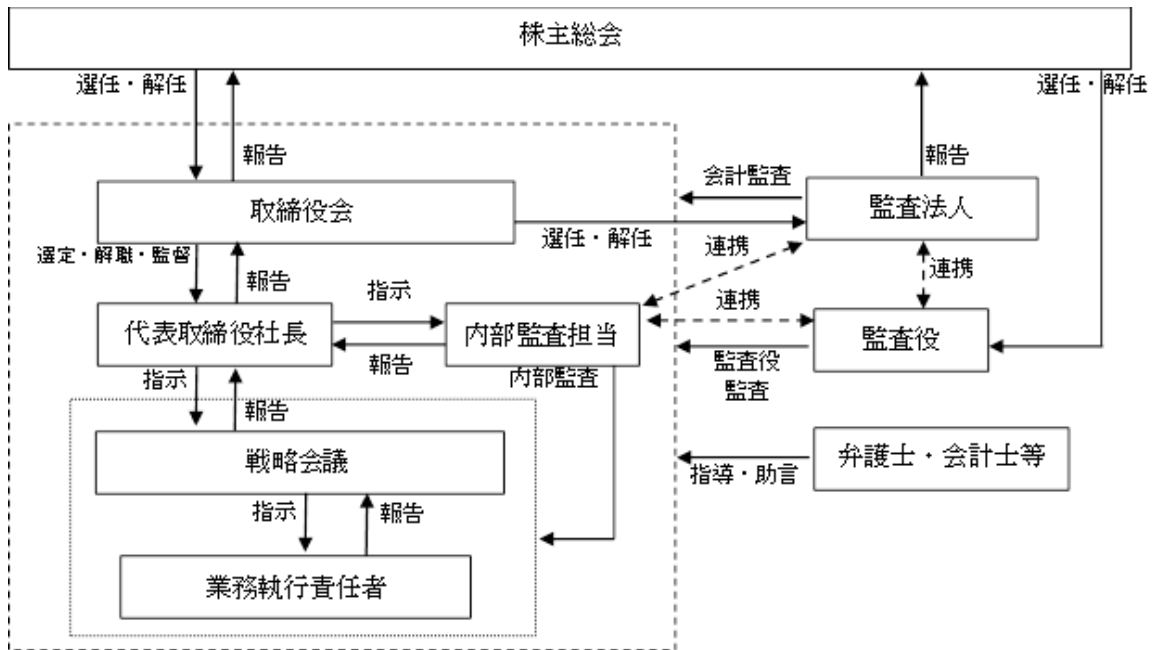 株主総会
選任・解任
選任・解任
報告
報告
会計監査
監査法人
取締役会
選任・解任
選定・解職・監督
報告
連携
連携
指示
連携
代表取締役社長
内部監査担当
監査役
報告
監査役
監査
指示
内部監査
報告
戦略会議
弁護士・会計士等
指導・助言
指示
報告
業務執行責任者